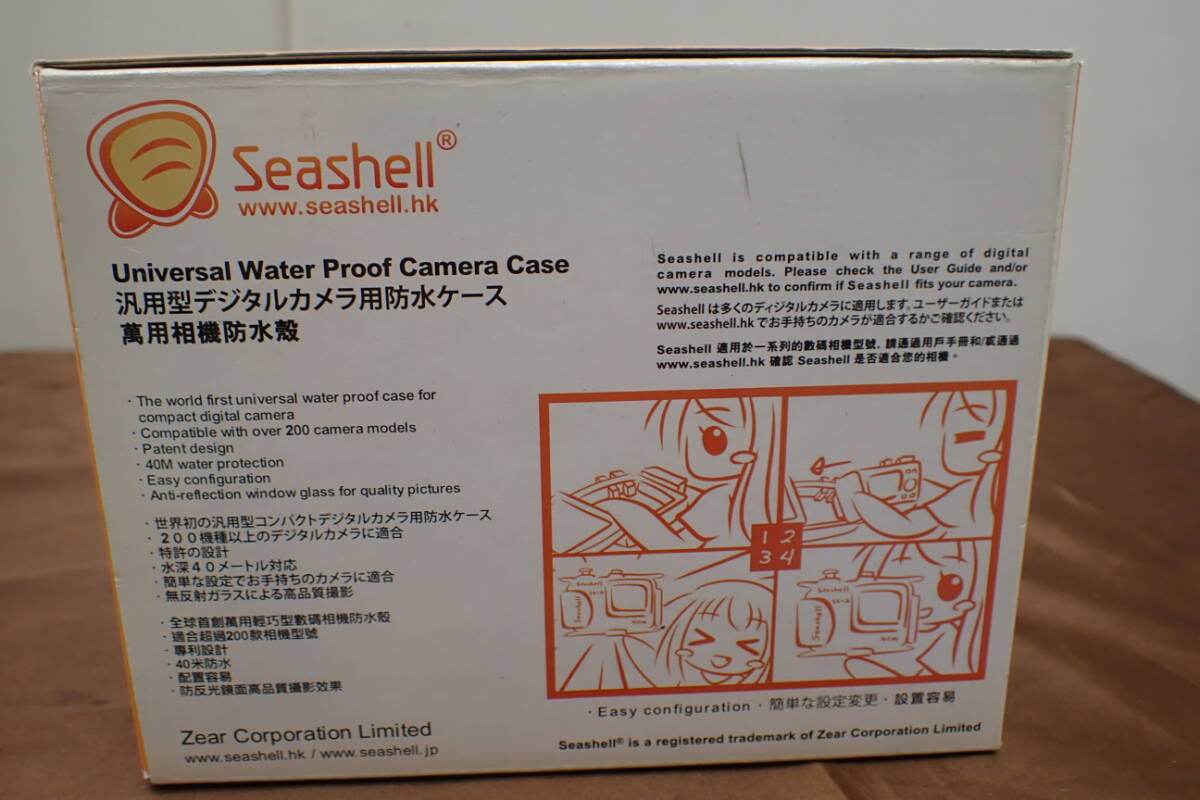 Seashell®
www.seashell.hk
Universal Water Proof Camera Case
汎用型デジタルカメラ用防水ケース
萬用相機防水殼
· The world first universal water proof case for
compact digital camera
· Compatible with over 200 camera models
· Patent design
· 40M water protection
· Easy configuration
· Anti-reflection window glass for quality pictures
· 世界初の汎用型コンパクトデジタルカメラ用防水ケース
· ２００機種以上のデジタルカメラに適合
· 特許の設計
· 水深４０メートル対応
· 簡単な設定でお手持ちのカメラに適合
· 無反射ガラスによる高品質撮影
· 全球首創萬用輕巧型數碼相機防水殼
· 適合超過200款相機型號
· 專利設計
· 40米防水
· 配置容易
· 防反光鏡面高品質攝影效果
Zear Corporation Limited
www.seashell.hk / www.seashell.jp
Seashell is compatible with a range of digital
camera models. Please check the User Guide and/or
www.seashell.hk to confirm if Seashell fits your camera.
Seashell は多くのディジタルカメラに適用します。ユーザーガイドまたは
www.seashell.hk でお手持ちのカメラが適合するかご確認ください。
Seashell 適用於一系列的數碼相機型號，請通過用戶手冊和/或通過
www.seashell.hk 確認 Seashell 是否適合您的相機。
1 2
3 4
Seashell
SS-2
Seashell
40m
Seashell
SS-2
Seashell
40m
· Easy configuration · 簡単な設定変更 · 設置容易
Seashell® is a registered trademark of Zear Corporation Limited